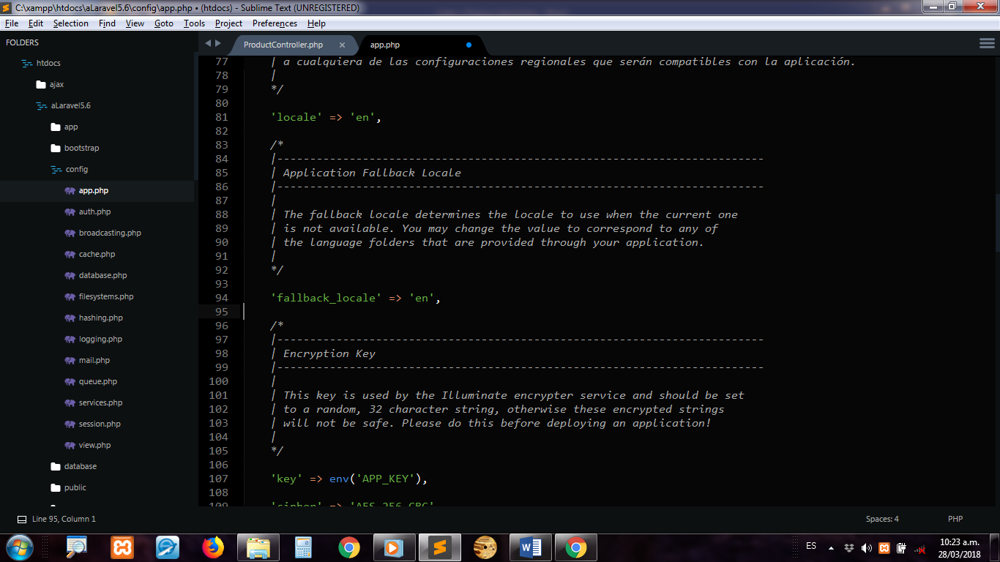 C:\xampp\htdocs\aLaravel5.6\config\app.php • (htdocs) - Sublime Text (UNREGISTERED)
File Edit Selection Find View Goto Tools Project Preferences Help
FOLDERS
htdocs
ajax
aLaravel5.6
app
bootstrap
config
app.php
auth.php
broadcasting.php
cache.php
database.php
filesystems.php
hashing.php
logging.php
mail.php
queue.php
services.php
session.php
view.php
database
public
ProductController.php × app.php
77 | a cualquiera de las configuraciones regionales que serán compatibles con la aplicación.
78 |
79 */
80
81 'locale' => 'en',
82
83 /*
84 |--------------------------------------------------------------------------
85 | Application Fallback Locale
86 |--------------------------------------------------------------------------
87 |
88 | The fallback locale determines the locale to use when the current one
89 | is not available. You may change the value to correspond to any of
90 | the language folders that are provided through your application.
91 |
92 */
93
94 'fallback_locale' => 'en',
95
96 /*
97 |--------------------------------------------------------------------------
98 | Encryption Key
99 |--------------------------------------------------------------------------
100 |
101 | This key is used by the Illuminate encrypter service and should be set
102 | to a random, 32 character string, otherwise these encrypted strings
103 | will not be safe. Please do this before deploying an application!
104 |
105 */
106
107 'key' => env('APP_KEY'),
108
109 'cipher' => 'AES-256-CBC',
Line 95, Column 1
Spaces: 4
PHP
ES
10:23 a.m.
28/03/2018